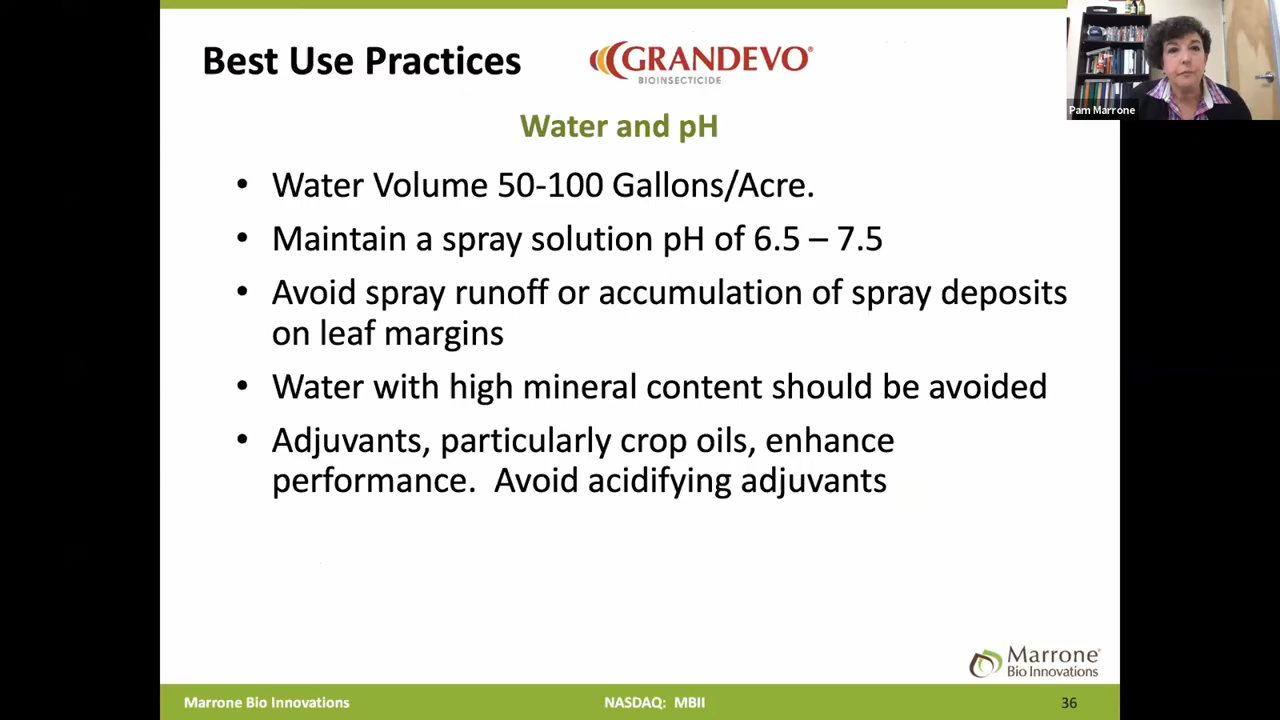 Best Use Practices
GRANDEVO®
BIOINSECTICIDE
Pam Marrone
Water and pH
• Water Volume 50-100 Gallons/Acre.
• Maintain a spray solution pH of 6.5 – 7.5
• Avoid spray runoff or accumulation of spray deposits
on leaf margins
• Water with high mineral content should be avoided
• Adjuvants, particularly crop oils, enhance
performance.  Avoid acidifying adjuvants
Marrone®
Bio Innovations
Marrone Bio Innovations
NASDAQ:  MBII
36